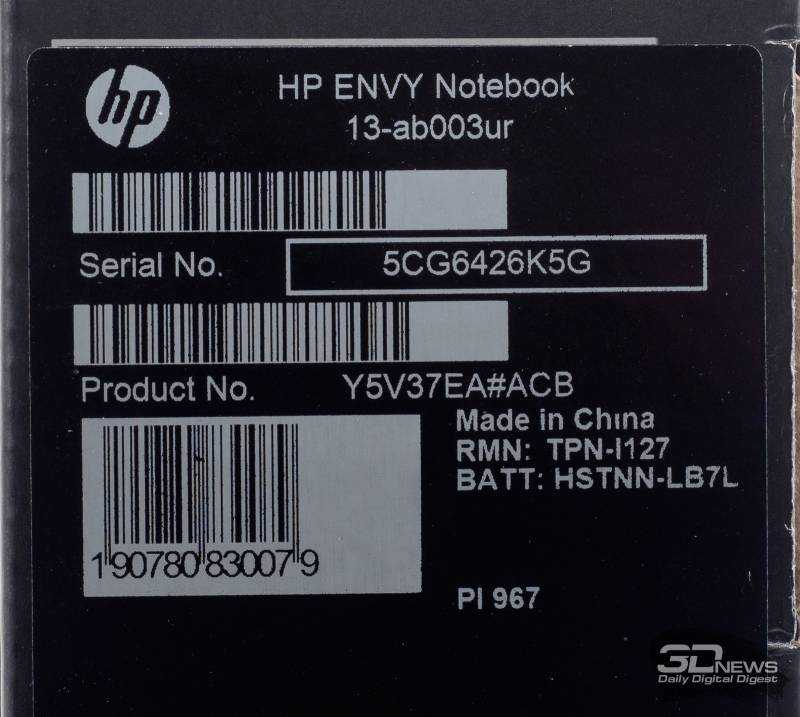 hp
HP ENVY Notebook
13-ab003ur
Serial No. 5CG6426K5G
Product No. Y5V37EA#ACB
Made in China
RMN: TPN-I127
BATT: HSTNN-LB7L
1 90780 83007 9
PI 967
3DNEWS
Daily Digital Digest